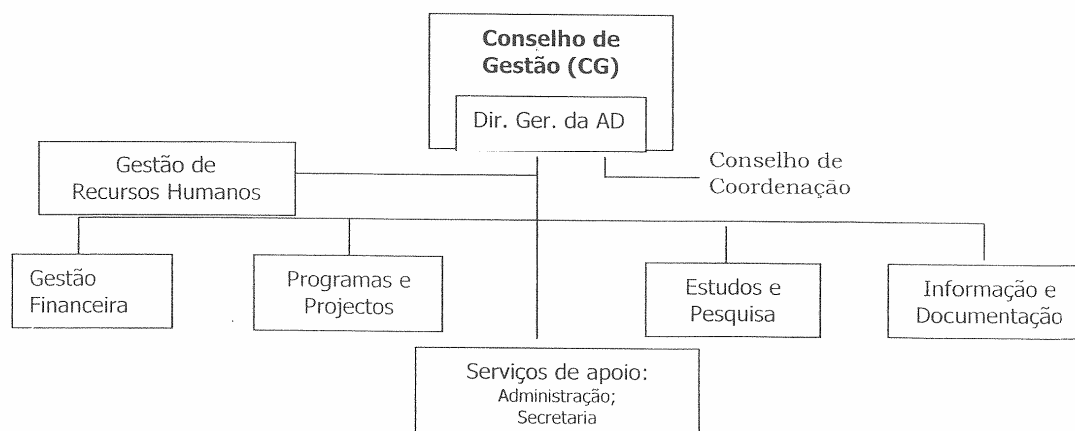 Conselho de
Gestão (CG)
Dir. Ger. da AD
Gestão de
Recursos Humanos
Conselho de
Coordenação
Gestão
Financeira
Programas e
Projectos
Estudos e
Pesquisa
Informação e
Documentação
Serviços de apoio:
Administração;
Secretaria